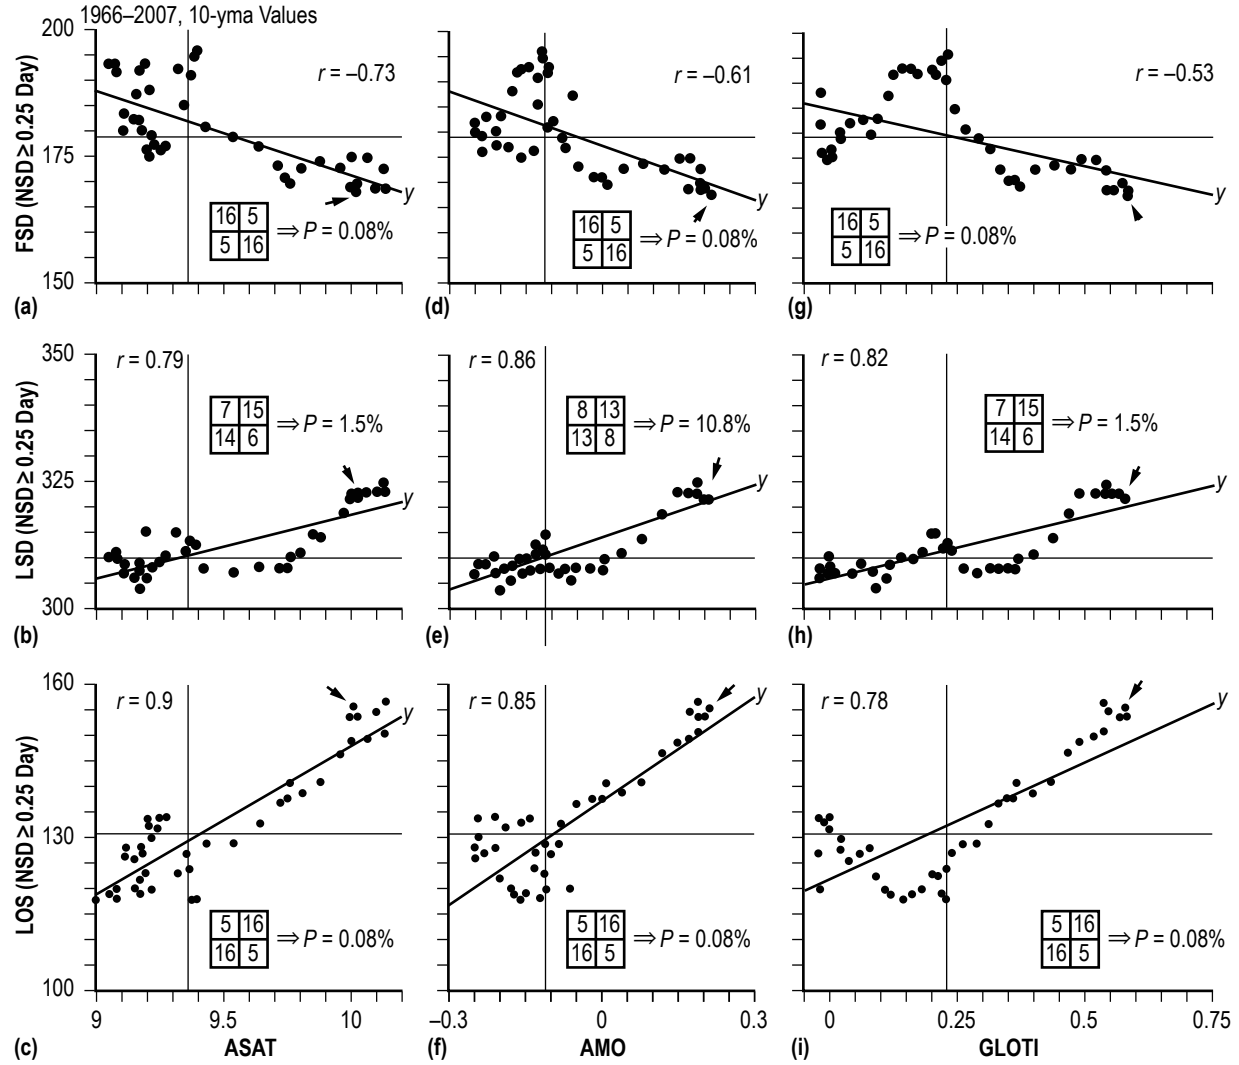 1966–2007, 10-yma Values
FSD (NSD ≥ 0.25 Day)
200
175
150
r = –0.73
y
16 5
5 16
⇒ P = 0.08%
(a)
r = –0.61
y
16 5
5 16
⇒ P = 0.08%
(d)
r = –0.53
y
16 5
5 16
⇒ P = 0.08%
(g)
LSD (NSD ≥ 0.25 Day)
350
325
300
r = 0.79
7 15
14 6
⇒ P = 1.5%
y
(b)
r = 0.86
8 13
13 8
⇒ P = 10.8%
y
(e)
r = 0.82
7 15
14 6
⇒ P = 1.5%
y
(h)
LOS (NSD ≥ 0.25 Day)
160
130
100
r = 0.9
y
5 16
16 5
⇒ P = 0.08%
9 9.5 10
(c) ASAT
r = 0.85
y
5 16
16 5
⇒ P = 0.08%
–0.3 0 0.3
(f) AMO
r = 0.78
y
5 16
16 5
⇒ P = 0.08%
0 0.25 0.5 0.75
(i) GLOTI